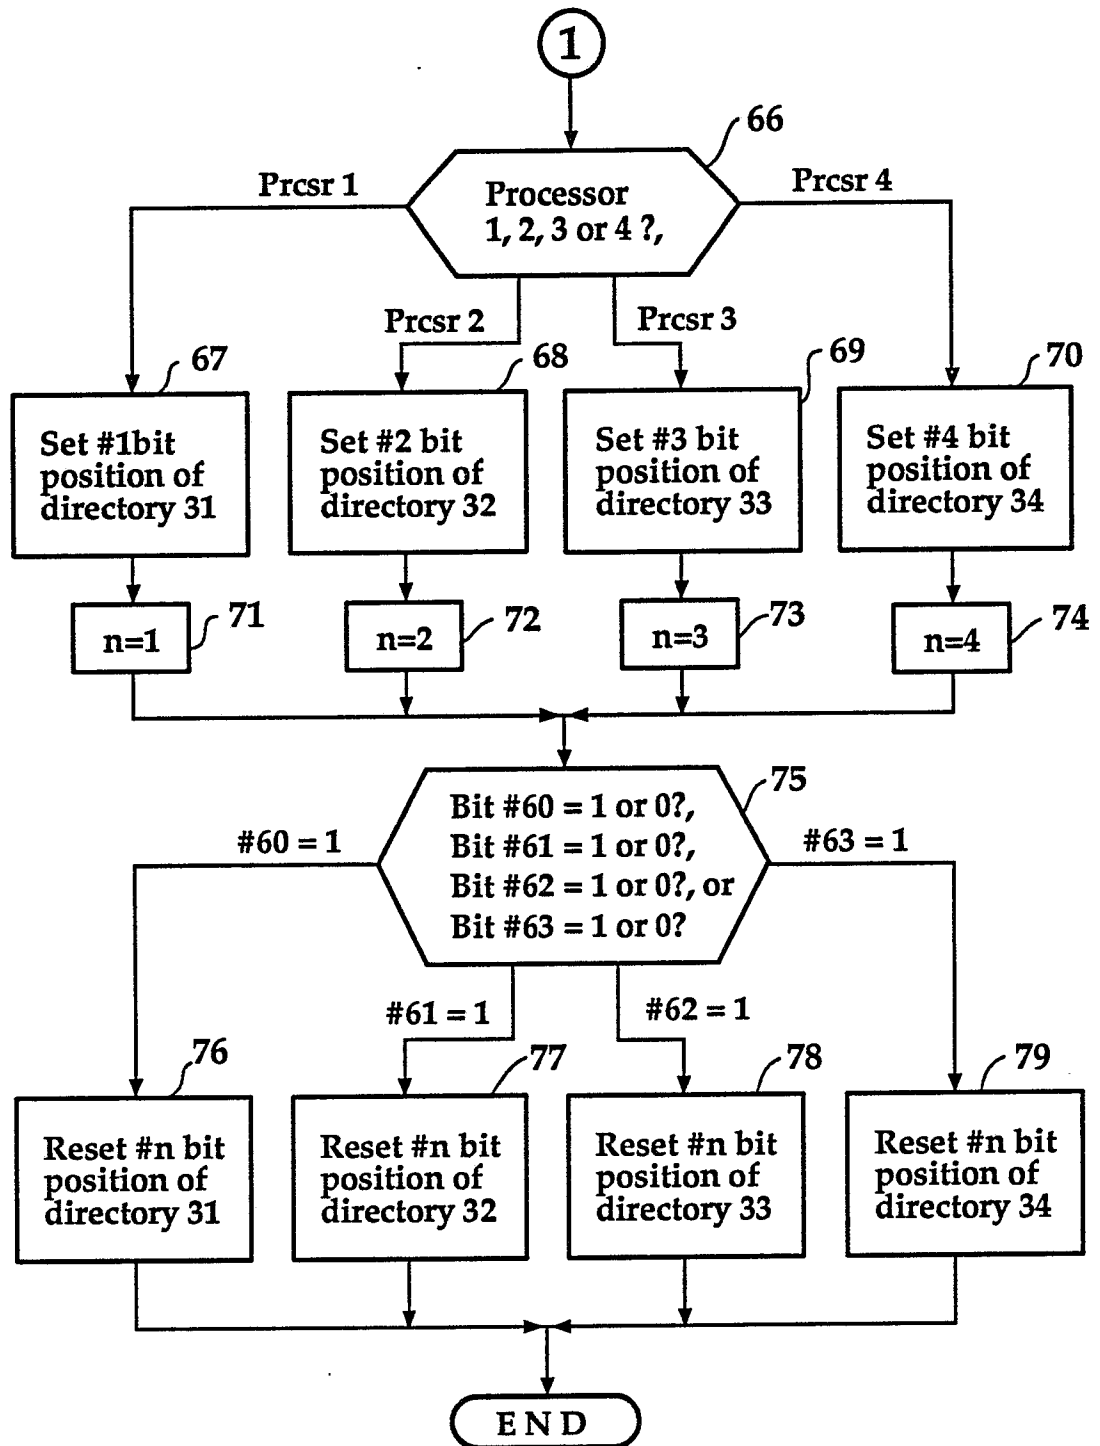 1
66
Prcsr 1
Processor
1, 2, 3 or 4 ?,
Prcsr 4
Prcsr 2
Prcsr 3
67
68
69
70
Set #1bit
position of
directory 31
Set #2 bit
position of
directory 32
Set #3 bit
position of
directory 33
Set #4 bit
position of
directory 34
n=1
71
n=2
72
n=3
73
n=4
74
75
#60 = 1
Bit #60 = 1 or 0?,
Bit #61 = 1 or 0?,
Bit #62 = 1 or 0?, or
Bit #63 = 1 or 0?
#63 = 1
#61 = 1
#62 = 1
76
77
78
79
Reset #n bit
position of
directory 31
Reset #n bit
position of
directory 32
Reset #n bit
position of
directory 33
Reset #n bit
position of
directory 34
END